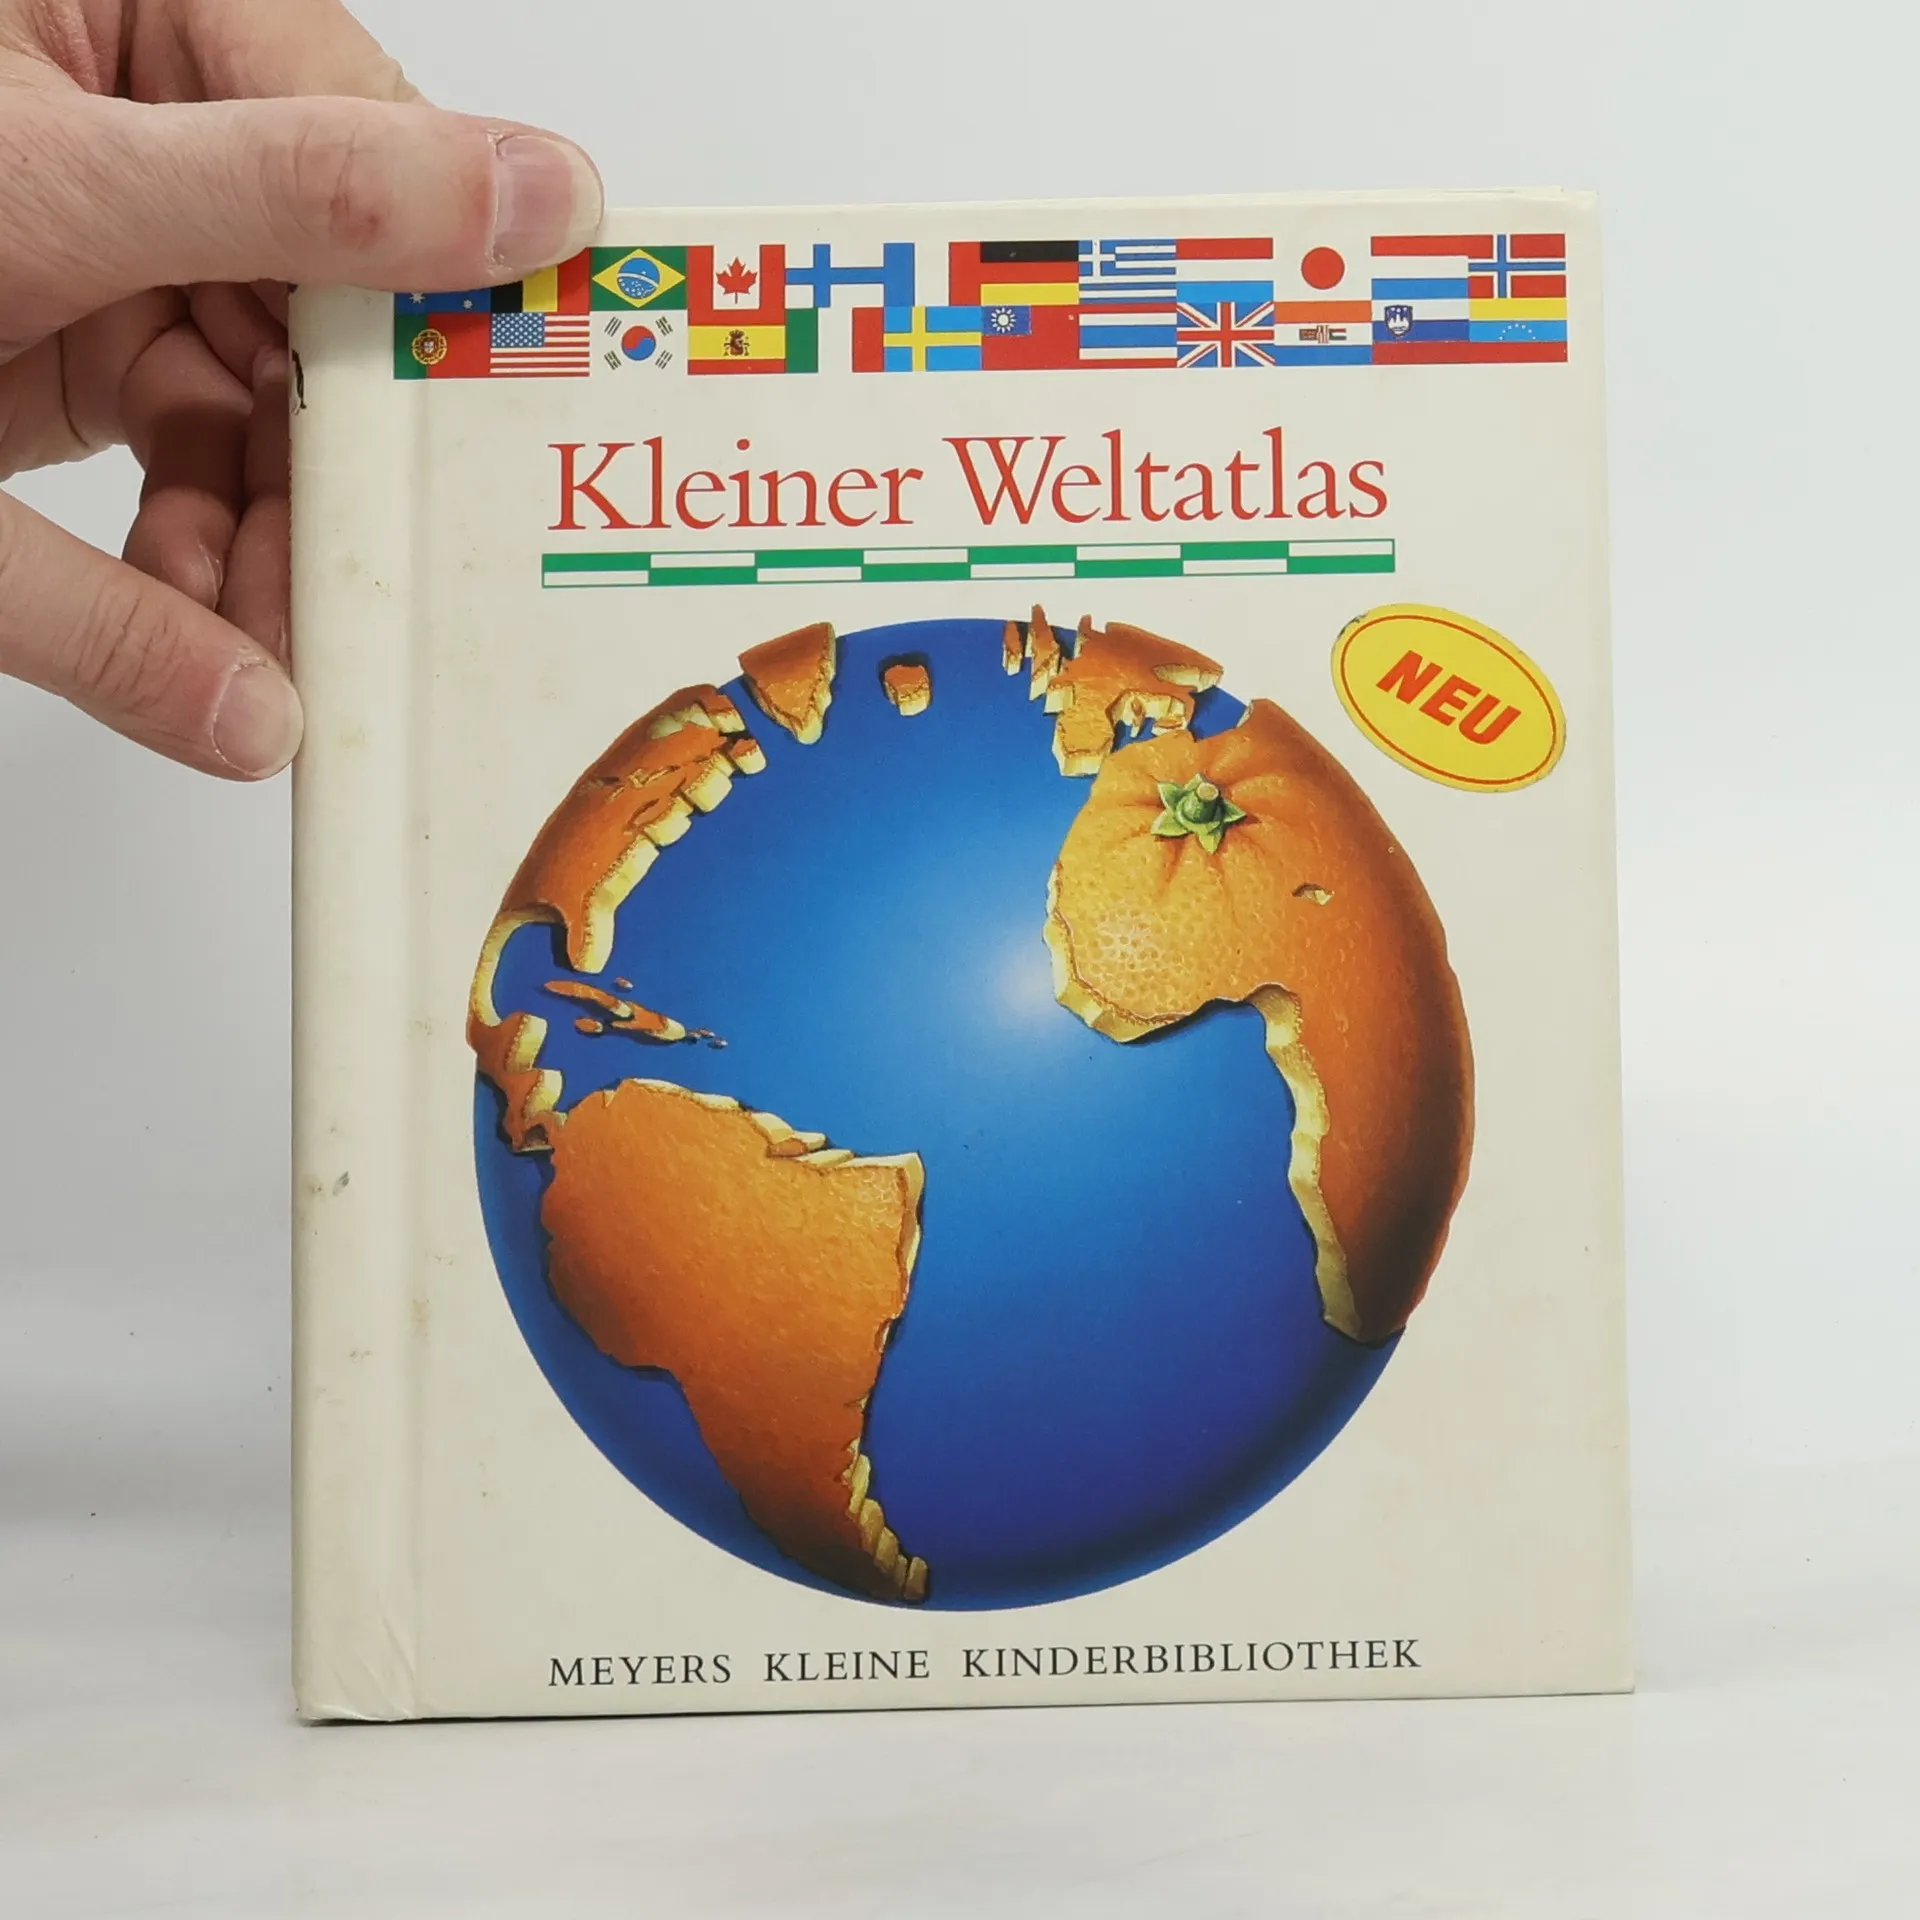 Kleiner Weltatlas
NEU
MEYERS KLEINE KINDERBIBLIOTHEK